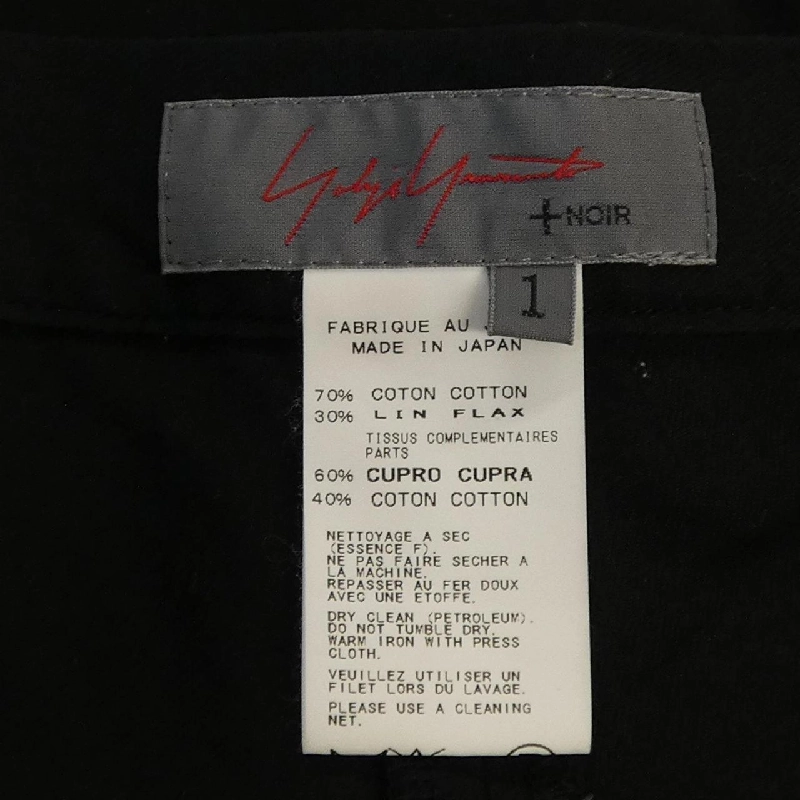 Yohji Yamamoto
+NOIR
1
FABRIQUE AU
MADE IN JAPAN
70% COTON COTTON
30% LIN FLAX
TISSUS COMPLEMENTAIRES
PARTS
60% CUPRO CUPRA
40% COTON COTTON
NETTOYAGE A SEC
(ESSENCE F).
NE PAS FAIRE SECHER A
LA MACHINE.
REPASSER AU FER DOUX
AVEC UNE ETOFFE.
DRY CLEAN (PETROLEUM).
DO NOT TUMBLE DRY.
WARM IRON WITH PRESS
CLOTH.
VEUILLEZ UTILISER UN
FILET LORS DU LAVAGE.
PLEASE USE A CLEANING
NET.